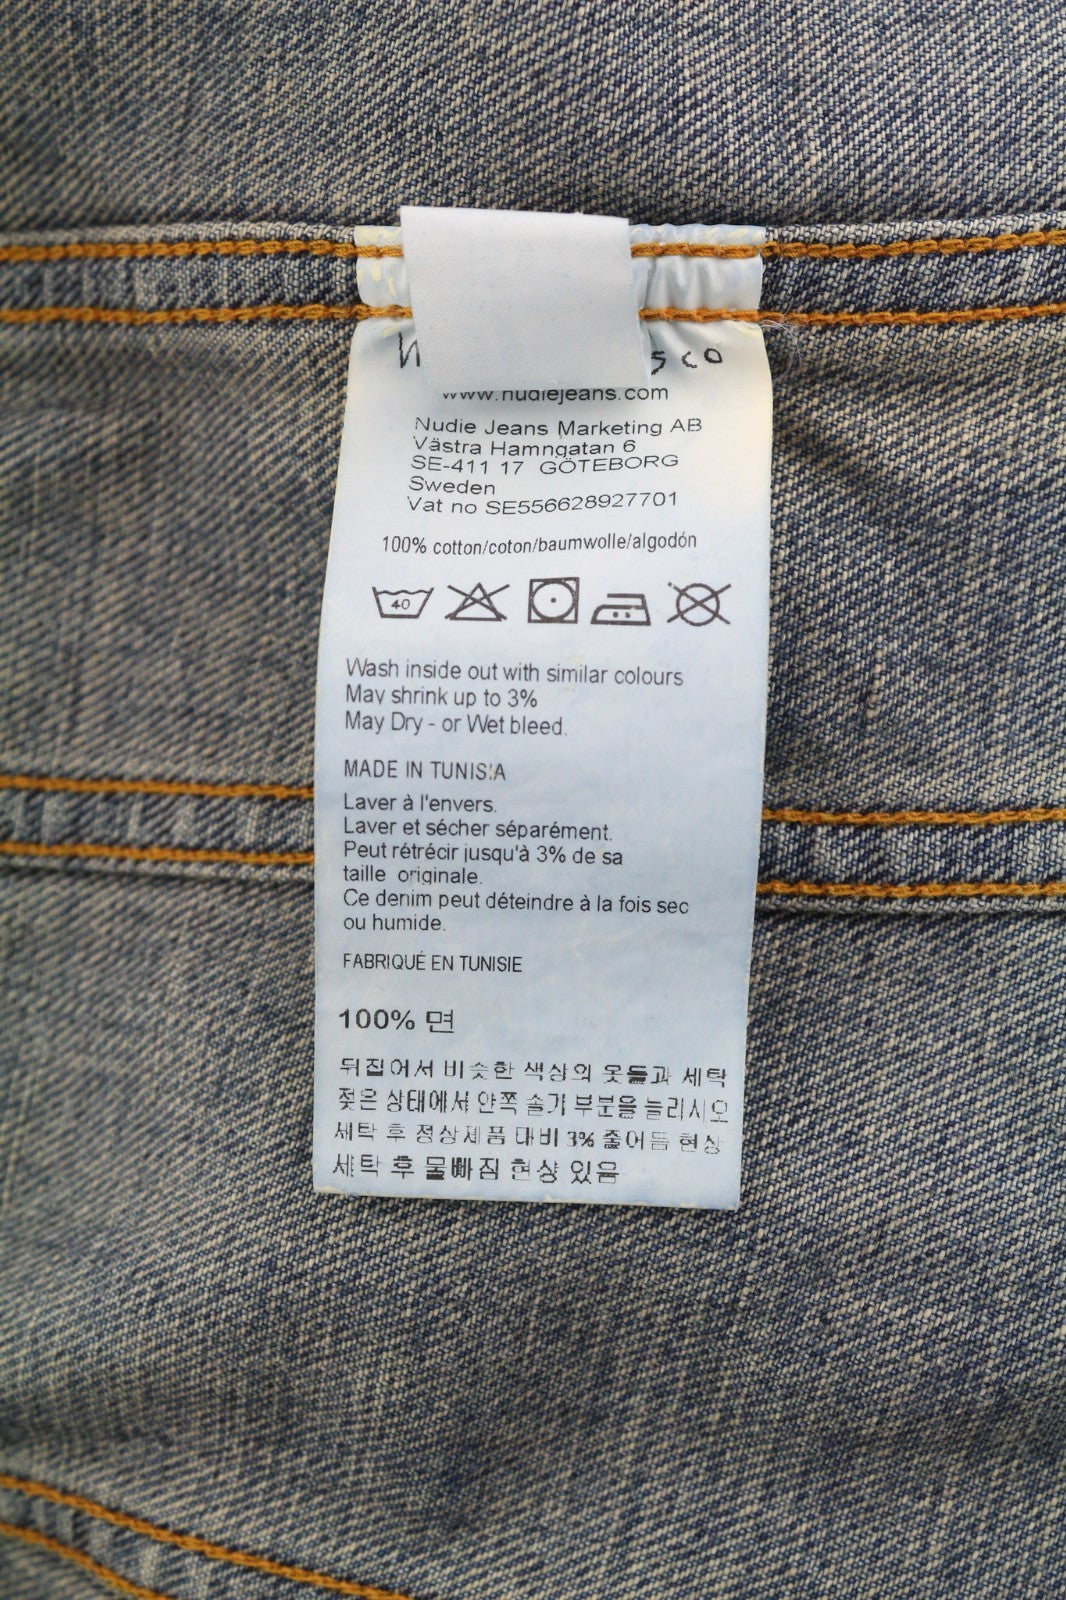 www.nudiejeans.com
Nudie Jeans Marketing AB
Västra Hamngatan 6
SE-411 17 GÖTEBORG
Sweden
Vat no SE556628927701
100% cotton/coton/baumwolle/algodón
40
Wash inside out with similar colours
May shrink up to 3%
May Dry - or Wet bleed.
MADE IN TUNISIA
Laver à l'envers.
Laver et sécher séparément.
Peut rétrécir jusqu'à 3% de sa
taille originale.
Ce denim peut déteindre à la fois sec
ou humide.
FABRIQUÉ EN TUNISIE
100% 면
뒤집어서 비슷한 색상의 옷들과 세탁
젖은 상태에서 안쪽 솔기 부분을 늘리시오
세탁 후 정상제품 대비 3% 줄어듬 현상
세탁 후 물빠짐 현상 있음